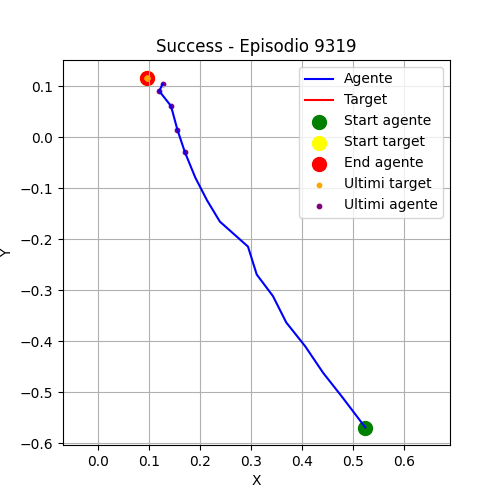 Success - Episodio 9319
Agente
Target
Start agente
Start target
End agente
Ultimi target
Ultimi agente
0.1
0.0
−0.1
−0.2
−0.3
−0.4
−0.5
−0.6
Y
0.0 0.1 0.2 0.3 0.4 0.5 0.6
X